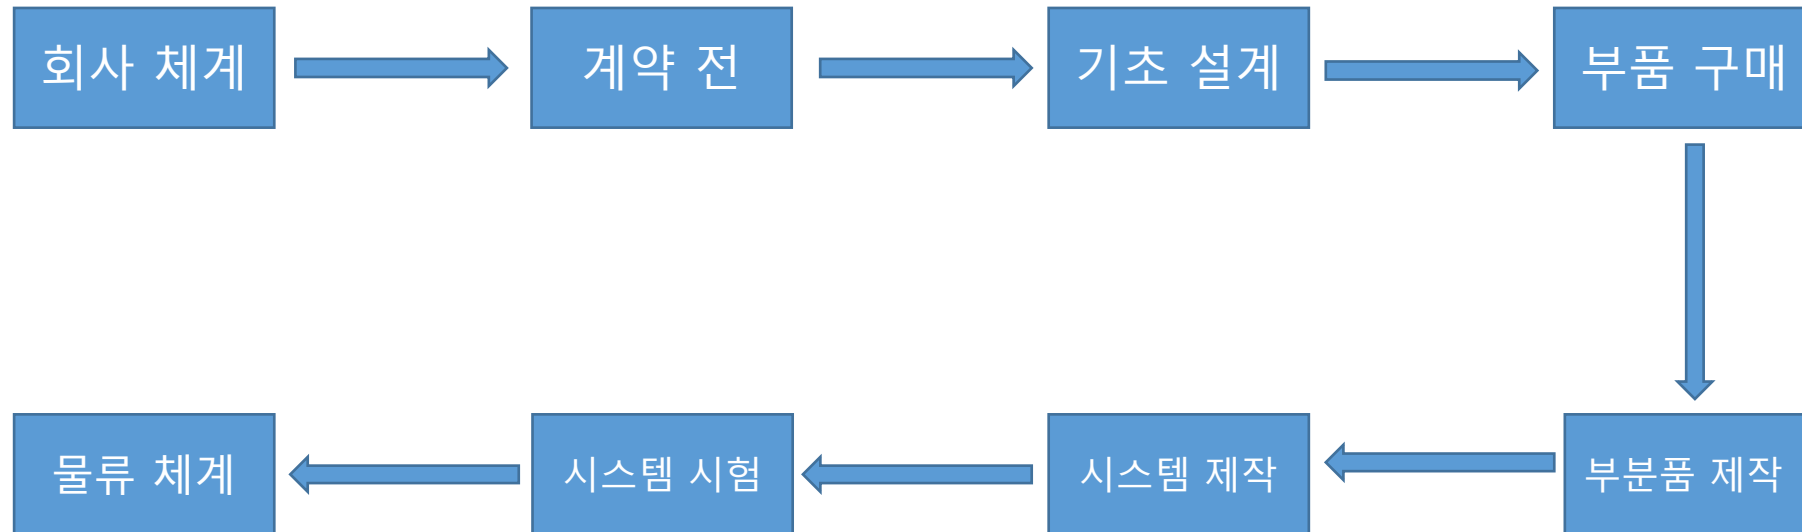 회사 체계
계약 전
기초 설계
부품 구매
부분품 제작
시스템 제작
시스템 시험
물류 체계